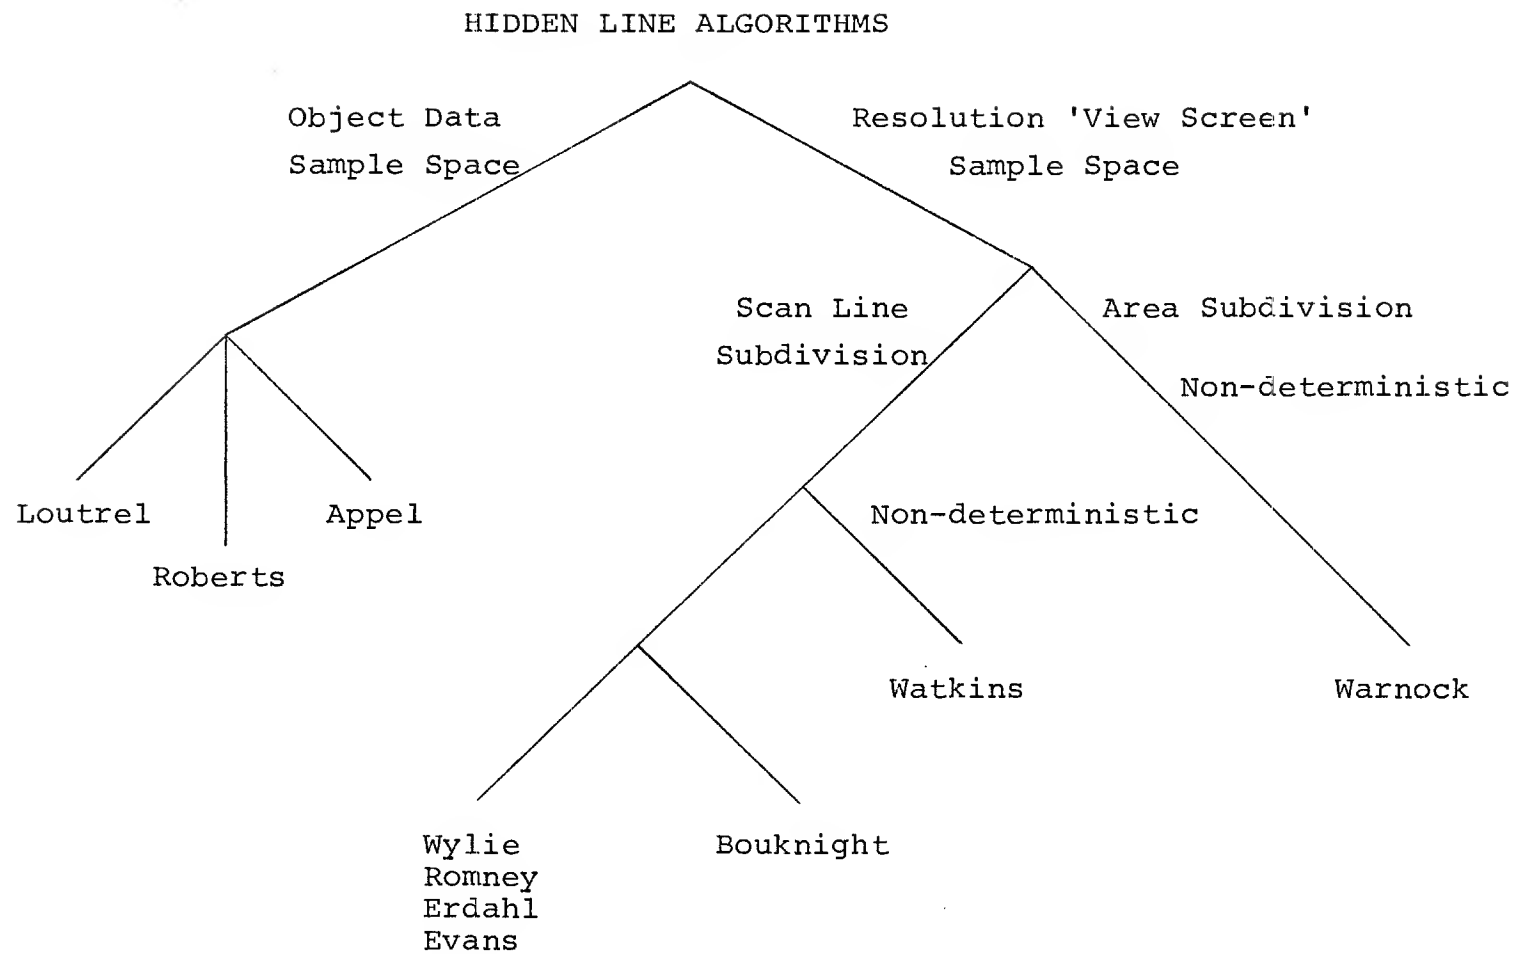 HIDDEN LINE ALGORITHMS
Object Data
Sample Space
Resolution 'View Screen'
Sample Space
Scan Line
Subdivision
Area Subdivision
Non-deterministic
Loutrel
Roberts
Appel
Non-deterministic
Watkins
Warnock
Wylie
Romney
Erdahl
Evans
Bouknight